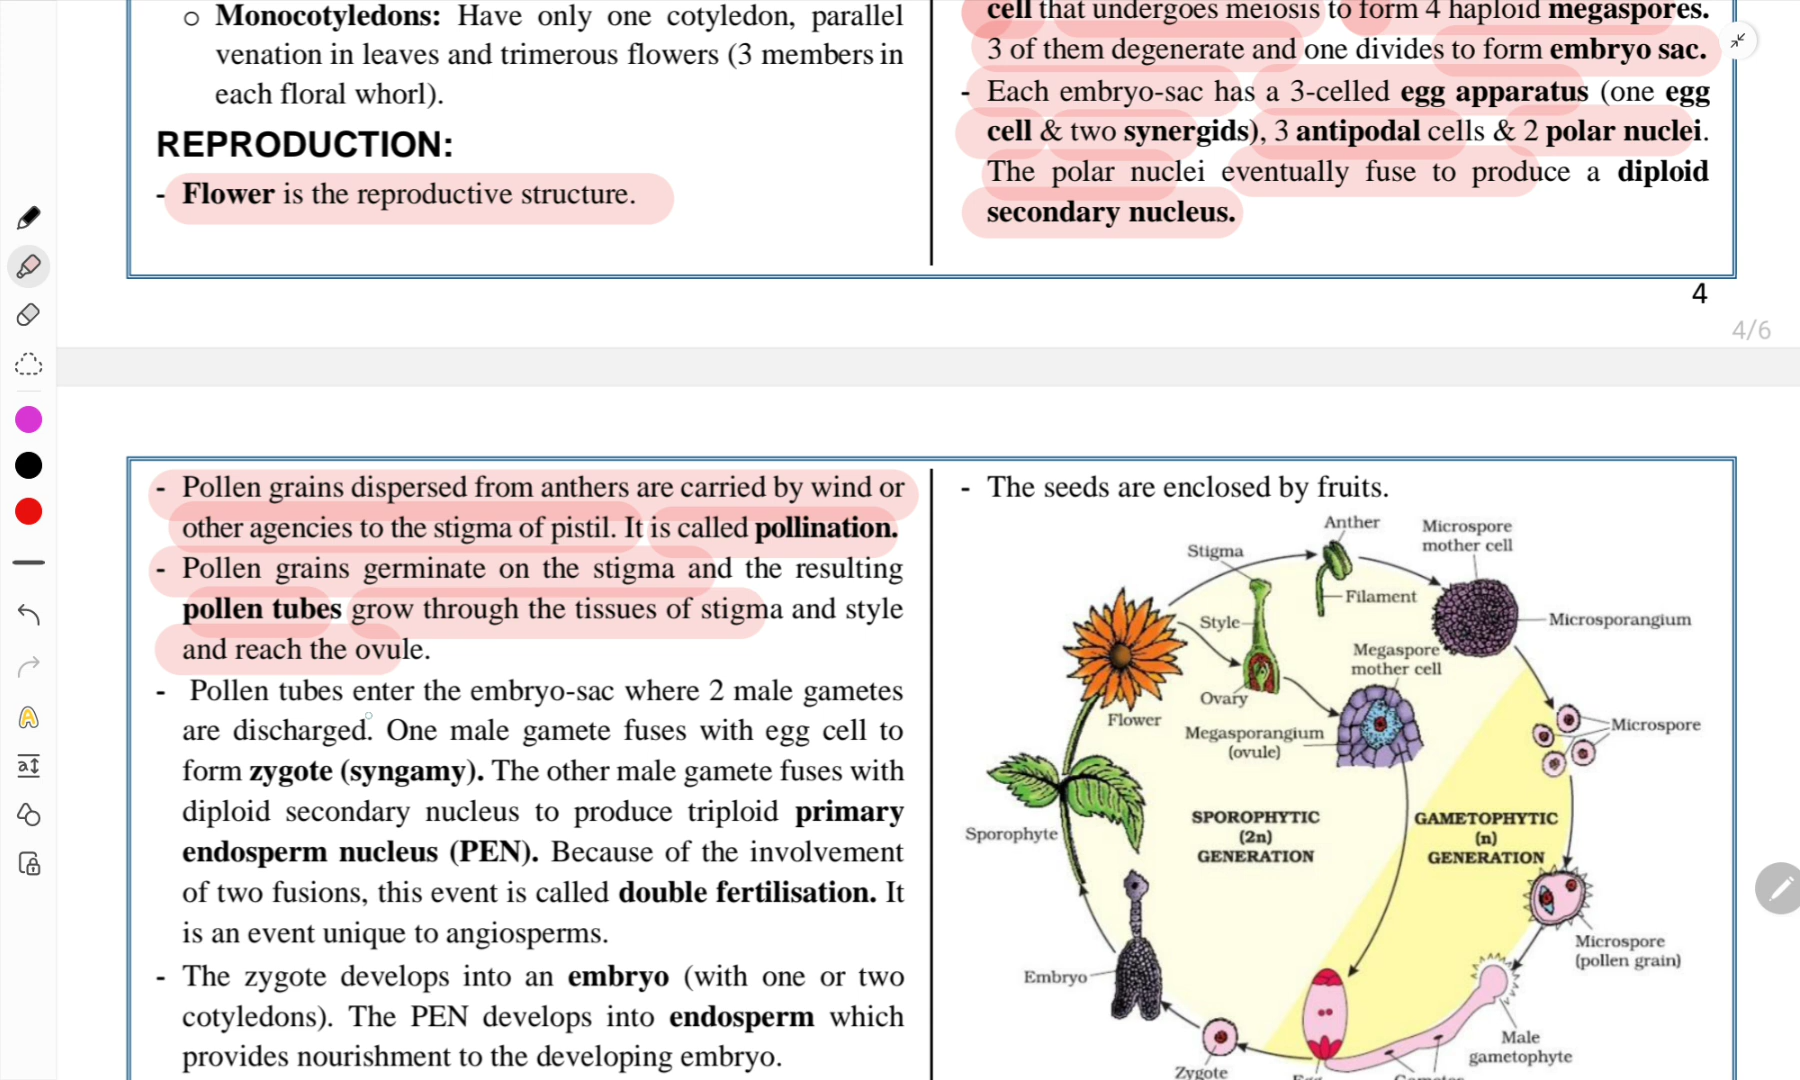 o Monocotyledons: Have only one cotyledon, parallel
venation in leaves and trimerous flowers (3 members in
each floral whorl).
REPRODUCTION:
- Flower is the reproductive structure.
cell that undergoes meiosis to form 4 haploid megaspores.
3 of them degenerate and one divides to form embryo sac.
- Each embryo-sac has a 3-celled egg apparatus (one egg
cell & two synergids), 3 antipodal cells & 2 polar nuclei.
The polar nuclei eventually fuse to produce a diploid
secondary nucleus.
4
4/6
- Pollen grains dispersed from anthers are carried by wind or
other agencies to the stigma of pistil. It is called pollination.
- Pollen grains germinate on the stigma and the resulting
pollen tubes grow through the tissues of stigma and style
and reach the ovule.
- Pollen tubes enter the embryo-sac where 2 male gametes
are discharged. One male gamete fuses with egg cell to
form zygote (syngamy). The other male gamete fuses with
diploid secondary nucleus to produce triploid primary
endosperm nucleus (PEN). Because of the involvement
of two fusions, this event is called double fertilisation. It
is an event unique to angiosperms.
- The zygote develops into an embryo (with one or two
cotyledons). The PEN develops into endosperm which
provides nourishment to the developing embryo.
- The seeds are enclosed by fruits.
Anther
Microspore
mother cell
Stigma
Filament
Style
Microsporangium
Megaspore
mother cell
Ovary
Flower
Microspore
Megasporangium
(ovule)
SPOROPHYTIC
(2n)
GENERATION
GAMETOPHYTIC
(n)
GENERATION
Sporophyte
Microspore
(pollen grain)
Embryo
Male
gametophyte
Zygote
Egg
Gametes